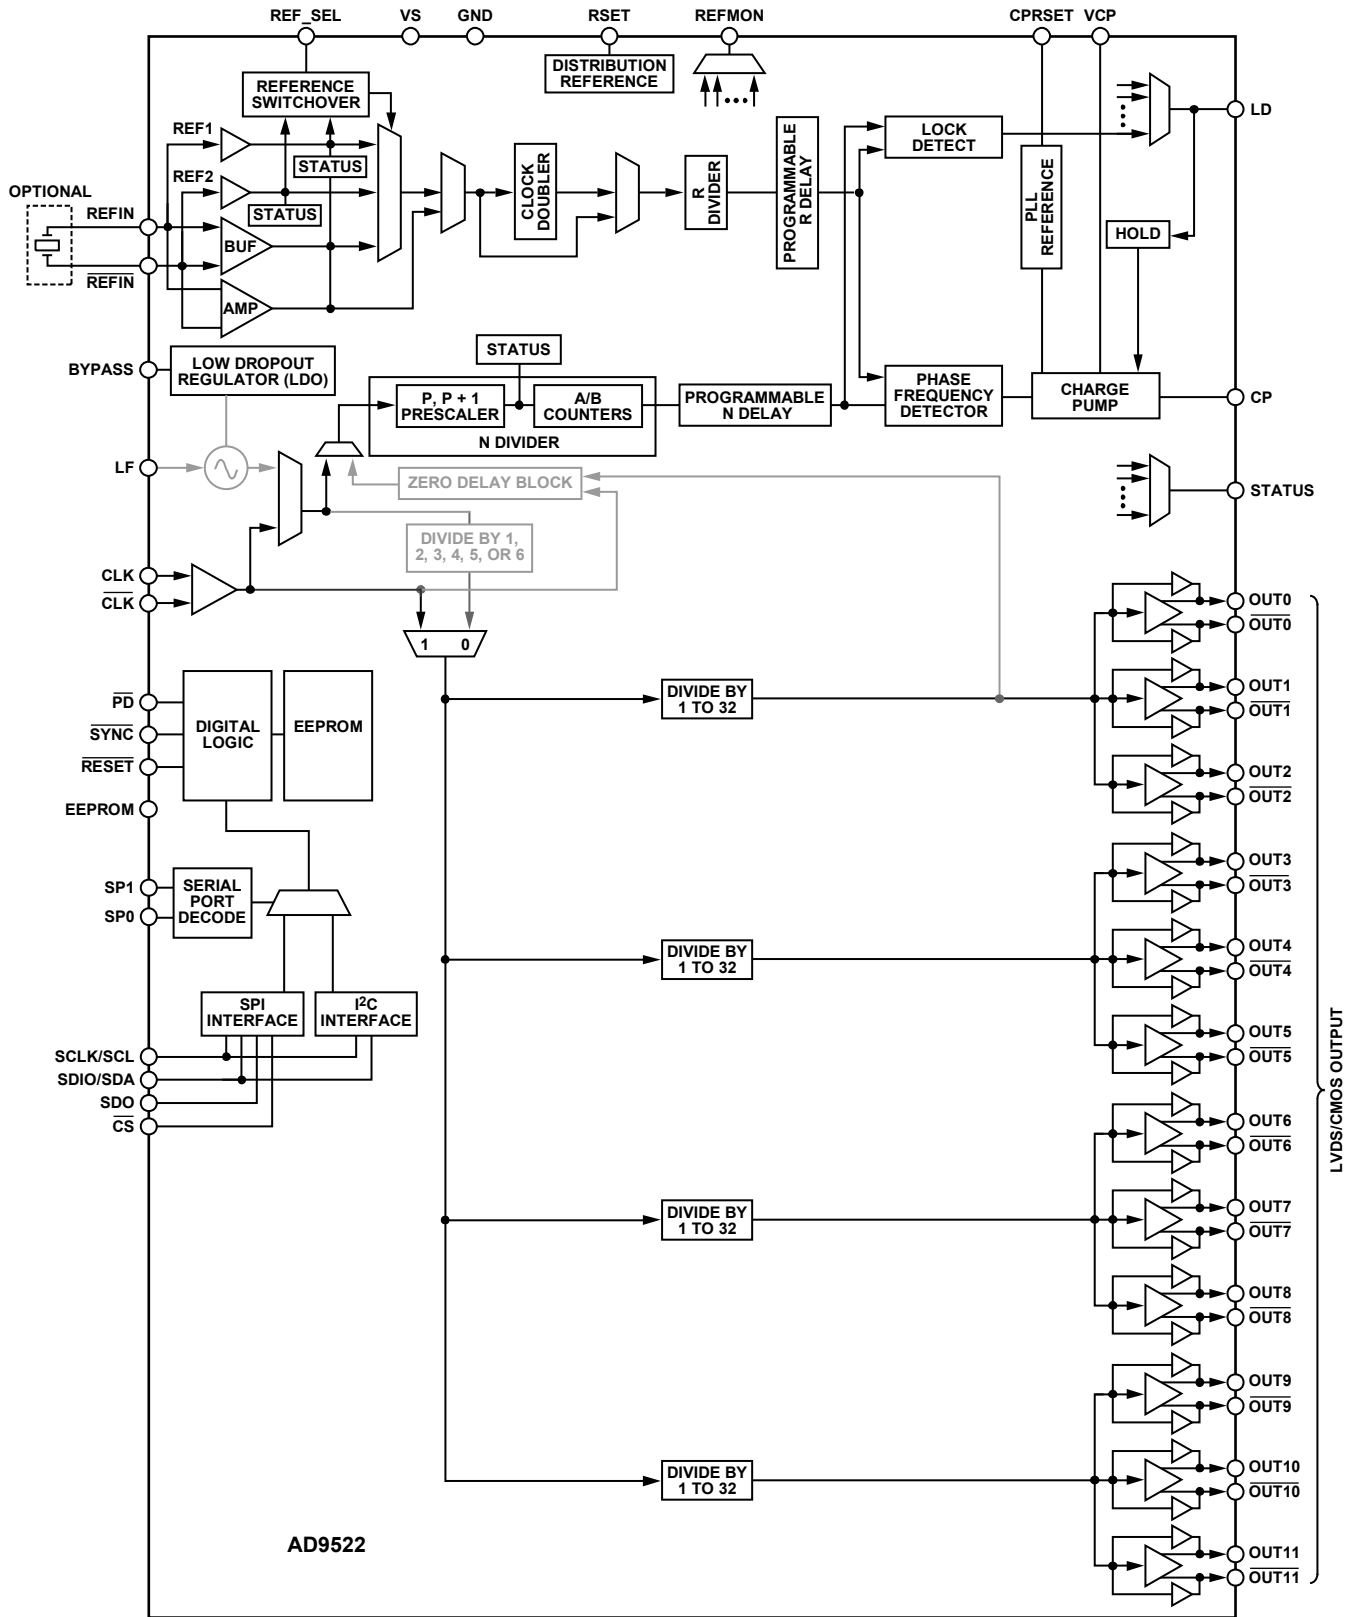 REF_SEL
VS
GND
RSET
REFMON
CPRSET
VCP
DISTRIBUTION
REFERENCE
REFERENCE
SWITCHOVER
REF1
STATUS
REF2
STATUS
BUF
AMP
OPTIONAL
REFIN
REFIN
CLOCK
DOUBLER
R
DIVIDER
PROGRAMMABLE
R DELAY
LOCK
DETECT
LD
PLL
REFERENCE
HOLD
BYPASS
LOW DROPOUT
REGULATOR (LDO)
STATUS
P, P + 1
PRESCALER
A/B
COUNTERS
N DIVIDER
PROGRAMMABLE
N DELAY
PHASE
FREQUENCY
DETECTOR
CHARGE
PUMP
CP
LF
ZERO DELAY BLOCK
STATUS
DIVIDE BY 1,
2, 3, 4, 5, OR 6
CLK
CLK
1 0
OUT0
OUT0
PD
SYNC
RESET
EEPROM
DIGITAL
LOGIC
EEPROM
DIVIDE BY
1 TO 32
OUT1
OUT1
OUT2
OUT2
SP1
SP0
SERIAL
PORT
DECODE
OUT3
OUT3
DIVIDE BY
1 TO 32
OUT4
OUT4
SPI
INTERFACE
I2C
INTERFACE
OUT5
OUT5
SCLK/SCL
SDIO/SDA
SDO
CS
LVDS/CMOS OUTPUT
OUT6
OUT6
DIVIDE BY
1 TO 32
OUT7
OUT7
OUT8
OUT8
OUT9
OUT9
DIVIDE BY
1 TO 32
OUT10
OUT10
AD9522
OUT11
OUT11